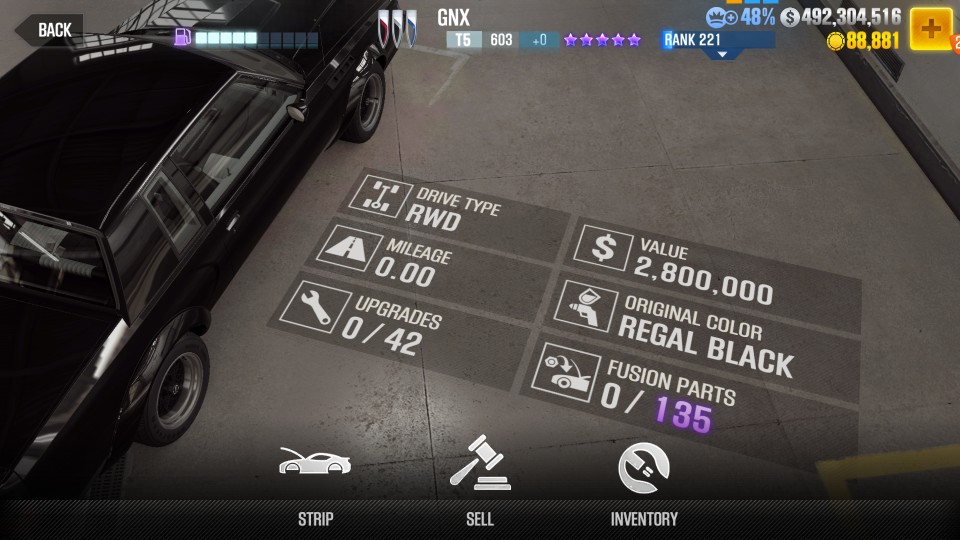 BACK
GNX
T5 603 +0
RANK 221
48% $ 492,304,516
88,881
DRIVE TYPE
RWD
MILEAGE
0.00
UPGRADES
0/42
$ VALUE
2,800,000
ORIGINAL COLOR
REGAL BLACK
FUSION PARTS
0/ 135
STRIP
SELL
INVENTORY